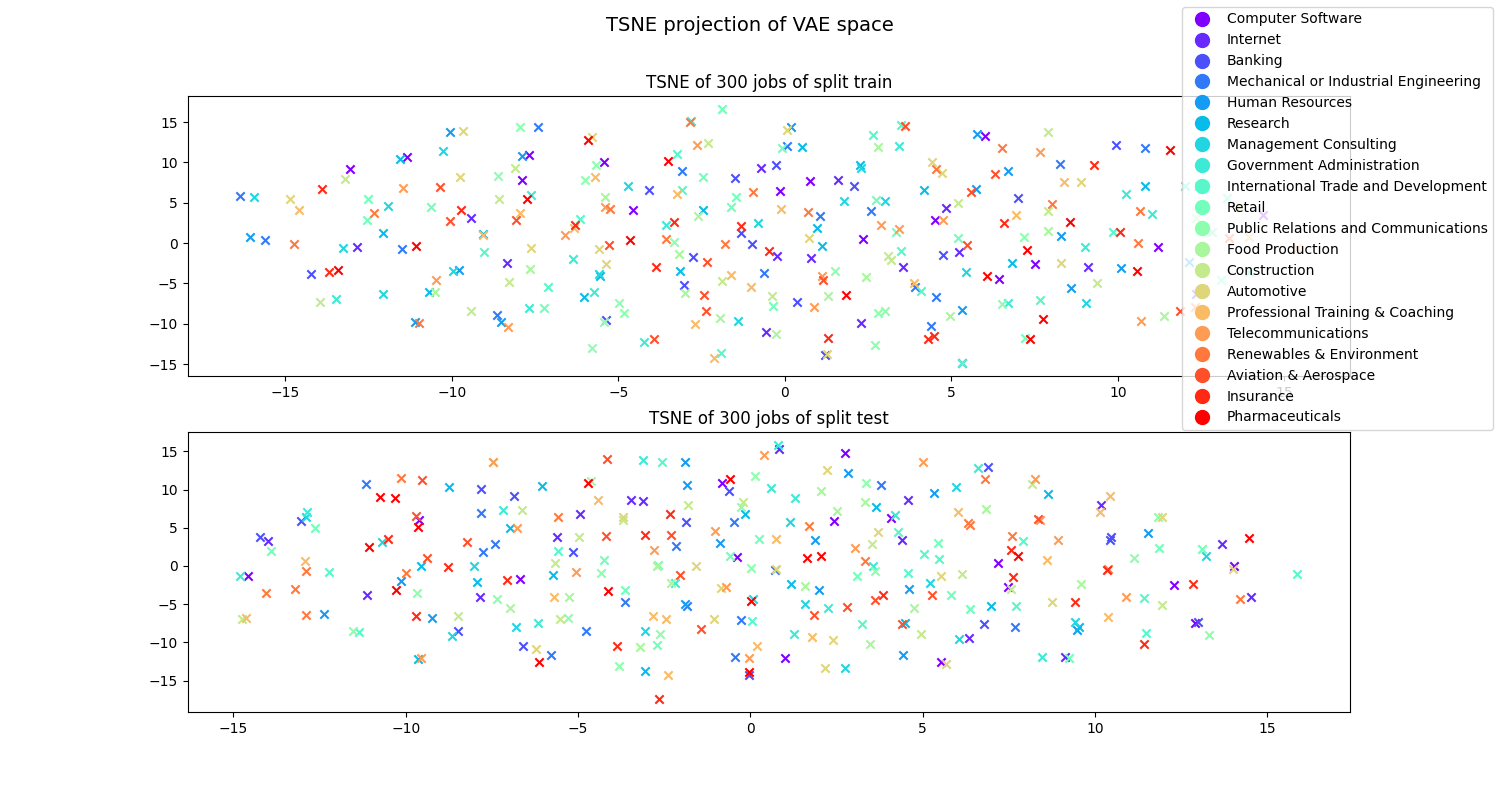 TSNE projection of VAE space
TSNE of 300 jobs of split train
15
10
5
0
−5
−10
−15
−15
−10
−5
0
5
10
15
Computer Software
Internet
Banking
Mechanical or Industrial Engineering
Human Resources
Research
Management Consulting
Government Administration
International Trade and Development
Retail
Public Relations and Communications
Food Production
Construction
Automotive
Professional Training & Coaching
Telecommunications
Renewables & Environment
Aviation & Aerospace
Insurance
Pharmaceuticals
TSNE of 300 jobs of split test
15
10
5
0
−5
−10
−15
−15
−10
−5
0
5
10
15